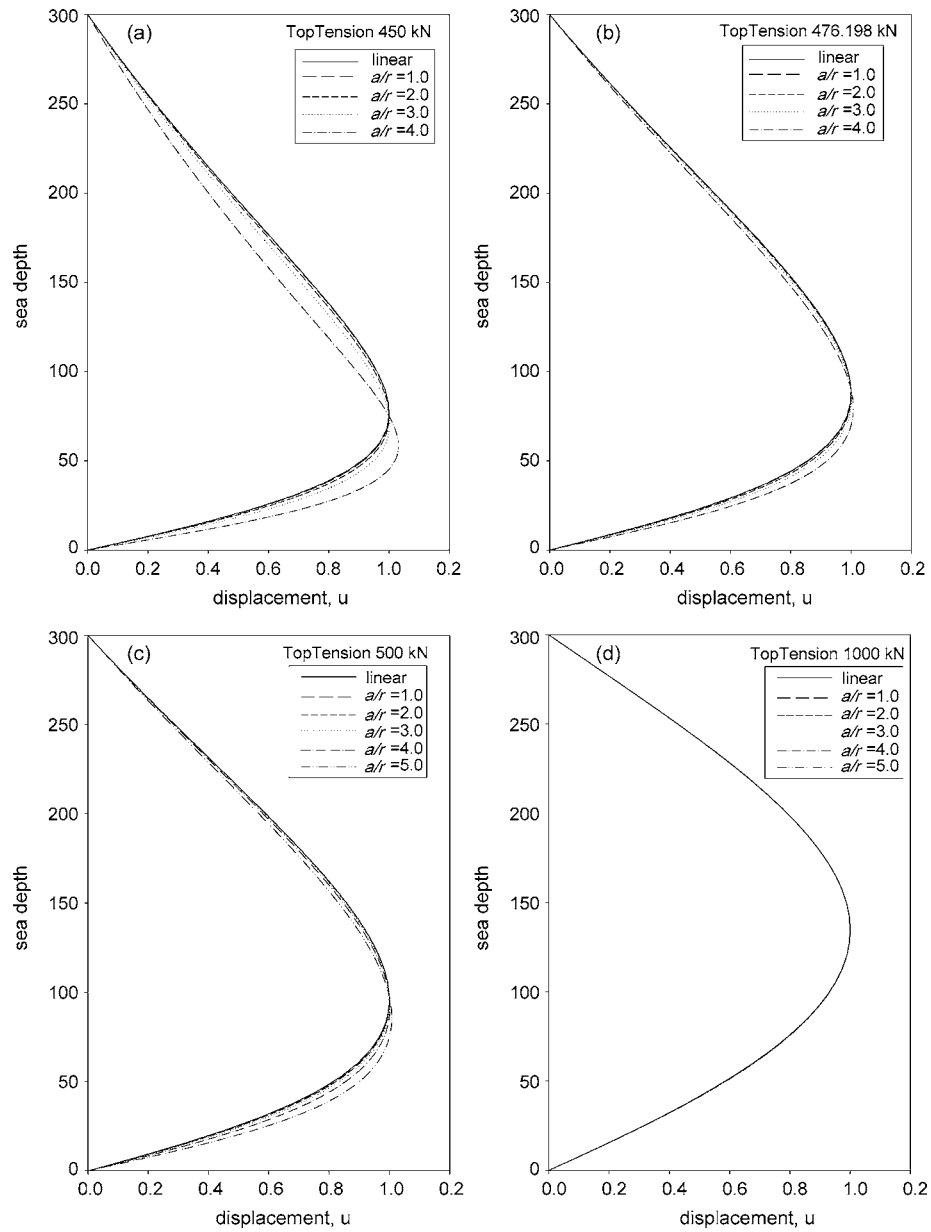 (a) TopTension 450 kN
linear
a/r =1.0
a/r =2.0
a/r =3.0
a/r =4.0
300
250
200
150
100
50
0
sea depth
0.0 0.2 0.4 0.6 0.8 1.0 0.2
displacement, u
(b) TopTension 476.198 kN
linear
a/r =1.0
a/r =2.0
a/r =3.0
a/r =4.0
300
250
200
150
100
50
0
sea depth
0.0 0.2 0.4 0.6 0.8 1.0 0.2
displacement, u
(c) TopTension 500 kN
linear
a/r =1.0
a/r =2.0
a/r =3.0
a/r =4.0
a/r =5.0
300
250
200
150
100
50
0
sea depth
0.0 0.2 0.4 0.6 0.8 1.0 0.2
displacement, u
(d) TopTension 1000 kN
linear
a/r =1.0
a/r =2.0
a/r =3.0
a/r =4.0
a/r =5.0
300
250
200
150
100
50
0
sea depth
0.0 0.2 0.4 0.6 0.8 1.0 0.2
displacement, u